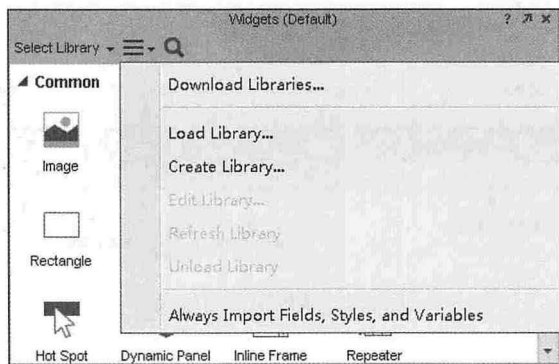 Widgets (Default)
Select Library
Common
Image
Rectangle
Hot Spot
Download Libraries...
Load Library...
Create Library...
Edit Library...
Refresh Library
Unload Library
Always Import Fields, Styles, and Variables
Dynamic Panel
Inline Frame
Repeater